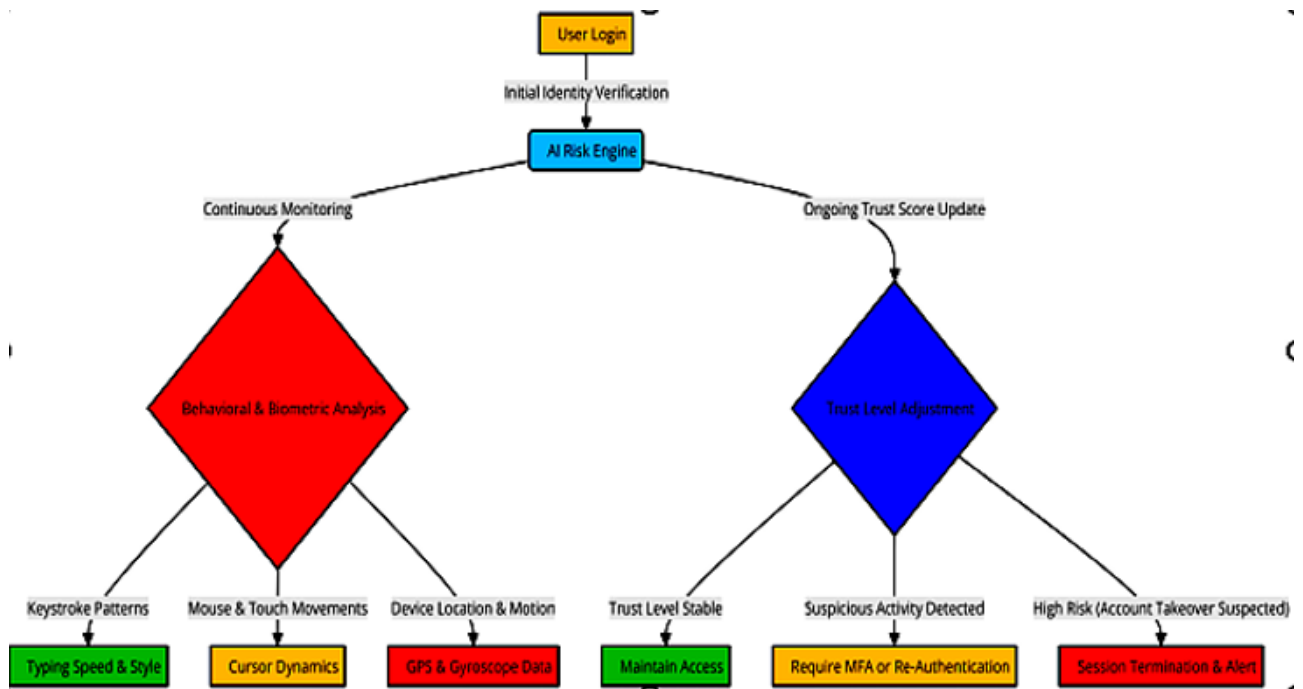 User Login
Initial Identity Verification
AI Risk Engine
Continuous Monitoring
Ongoing Trust Score Update
Behavioral & Biometric Analysis
Trust Level Adjustment
Keystroke Patterns
Mouse & Touch Movements
Device Location & Motion
Trust Level Stable
Suspicious Activity Detected
High Risk (Account Takeover Suspected)
Typing Speed & Style
Cursor Dynamics
GPS & Gyroscope Data
Maintain Access
Require MFA or Re-Authentication
Session Termination & Alert